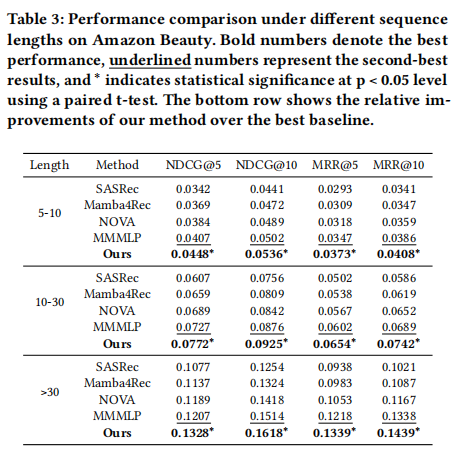 Table 3: Performance comparison under different sequence
lengths on Amazon Beauty. Bold numbers denote the best
performance, underlined numbers represent the second-best
results, and * indicates statistical significance at p < 0.05 level
using a paired t-test. The bottom row shows the relative im-
provements of our method over the best baseline.
Length Method NDCG@5 NDCG@10 MRR@5 MRR@10
5-10
SASRec 0.0342 0.0441 0.0293 0.0341
Mamba4Rec 0.0369 0.0472 0.0309 0.0347
NOVA 0.0384 0.0489 0.0318 0.0359
MMMLP 0.0407 0.0502 0.0347 0.0386
Ours 0.0448* 0.0536* 0.0373* 0.0408*
10-30
SASRec 0.0607 0.0756 0.0502 0.0586
Mamba4Rec 0.0659 0.0809 0.0538 0.0619
NOVA 0.0689 0.0842 0.0567 0.0652
MMMLP 0.0727 0.0876 0.0602 0.0689
Ours 0.0772* 0.0925* 0.0654* 0.0742*
>30
SASRec 0.1077 0.1254 0.0938 0.1021
Mamba4Rec 0.1137 0.1324 0.0983 0.1087
NOVA 0.1189 0.1418 0.1053 0.1167
MMMLP 0.1207 0.1514 0.1218 0.1338
Ours 0.1328* 0.1618* 0.1339* 0.1439*